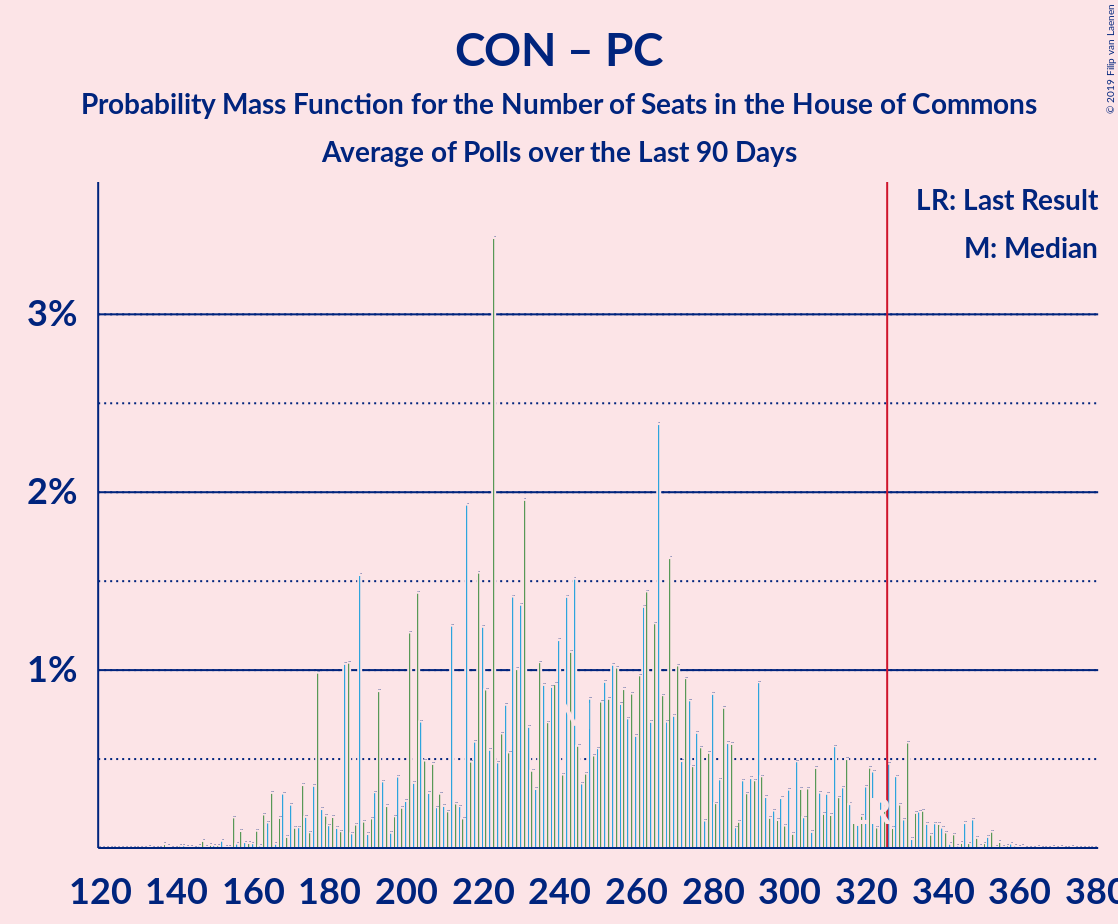 CON – PC
Probability Mass Function for the Number of Seats in the House of Commons
Average of Polls over the Last 90 Days
© 2019 Filip van Laenen
LR: Last Result
M: Median
3%
2%
1%
120 140 160 180 200 220 240 260 280 300 320 340 360 380